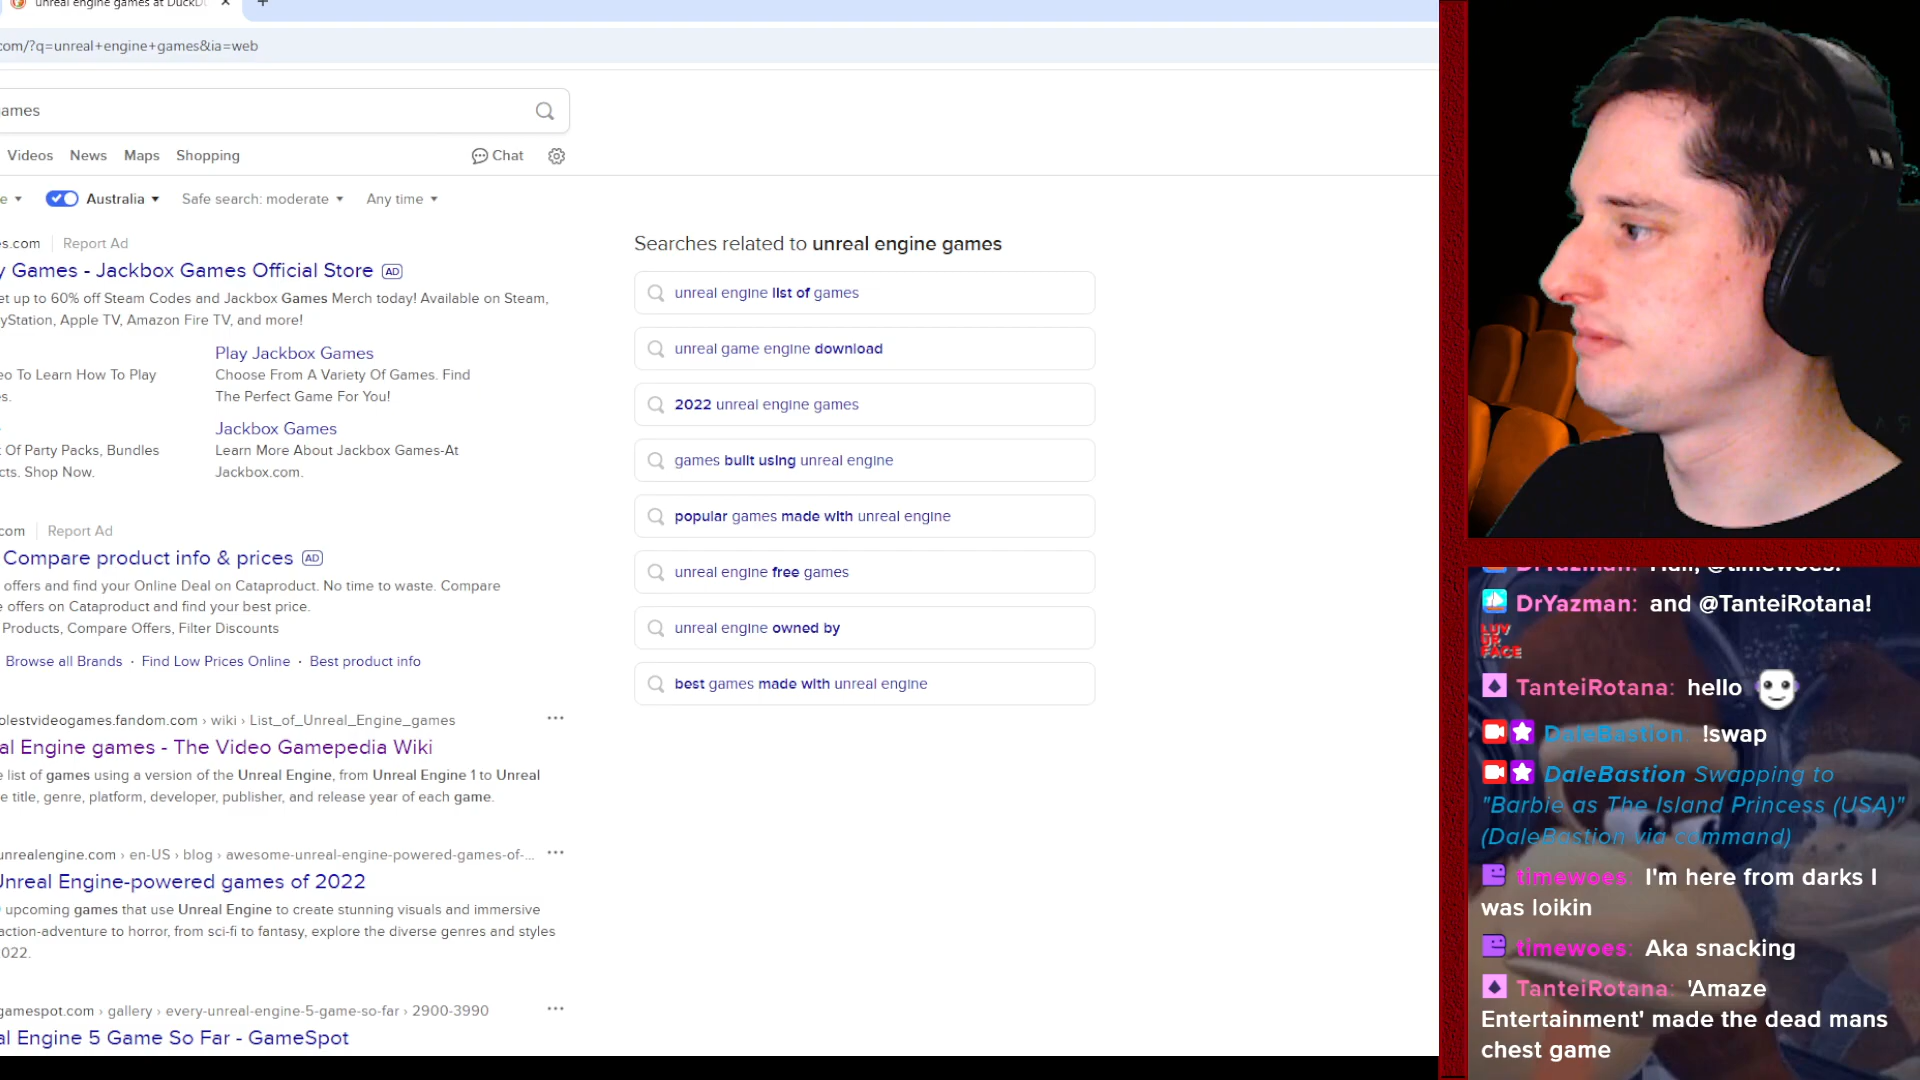 unreal engine games at DuckD
com/?q=unreal+engine+games&ia=web
ames
Videos News Maps Shopping
Chat
Australia Safe search: moderate Any time
s.com Report Ad
y Games - Jackbox Games Official Store AD
et up to 60% off Steam Codes and Jackbox Games Merch today! Available on Steam,
yStation, Apple TV, Amazon Fire TV, and more!
Play Jackbox Games
eo To Learn How To Play
Choose From A Variety Of Games. Find
s.
The Perfect Game For You!
Jackbox Games
Of Party Packs, Bundles
Learn More About Jackbox Games-At
cts. Shop Now.
Jackbox.com.
com Report Ad
Compare product info & prices AD
offers and find your Online Deal on Cataproduct. No time to waste. Compare
e offers on Cataproduct and find your best price.
Products, Compare Offers, Filter Discounts
Browse all Brands · Find Low Prices Online · Best product info
olestvideogames.fandom.com › wiki › List_of_Unreal_Engine_games
al Engine games - The Video Gamepedia Wiki
e list of games using a version of the Unreal Engine, from Unreal Engine 1 to Unreal
e title, genre, platform, developer, publisher, and release year of each game.
unrealengine.com › en-US › blog › awesome-unreal-engine-powered-games-of-...
Unreal Engine-powered games of 2022
upcoming games that use Unreal Engine to create stunning visuals and immersive
action-adventure to horror, from sci-fi to fantasy, explore the diverse genres and styles
022.
gamespot.com › gallery › every-unreal-engine-5-game-so-far › 2900-3990
al Engine 5 Game So Far - GameSpot
Searches related to unreal engine games
unreal engine list of games
unreal game engine download
2022 unreal engine games
games built using unreal engine
popular games made with unreal engine
unreal engine free games
unreal engine owned by
best games made with unreal engine
DrYazman: and @TanteiRotana!
LUV
UR
FACE
TanteiRotana: hello
DaleBastion: !swap
DaleBastion Swapping to
"Barbie as The Island Princess (USA)"
(DaleBastion via command)
timewoes: I'm here from darks I
was loikin
timewoes: Aka snacking
TanteiRotana: 'Amaze
Entertainment' made the dead mans
chest game